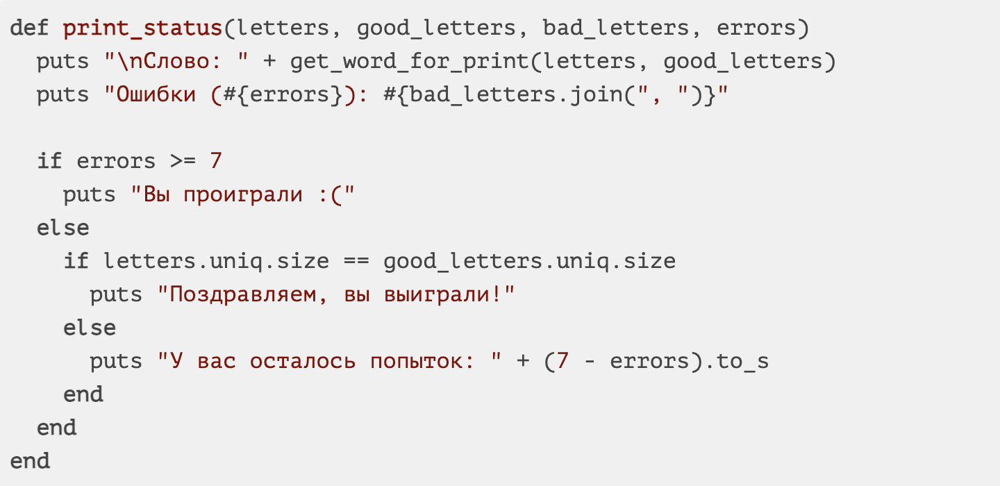 def print_status(letters, good_letters, bad_letters, errors)
  puts "\nСлово: " + get_word_for_print(letters, good_letters)
  puts "Ошибки (#{errors}): #{bad_letters.join(", ")}"

  if errors >= 7
    puts "Вы проиграли :("
  else
    if letters.uniq.size == good_letters.uniq.size
      puts "Поздравляем, вы выиграли!"
    else
      puts "У вас осталось попыток: " + (7 - errors).to_s
    end
  end
end